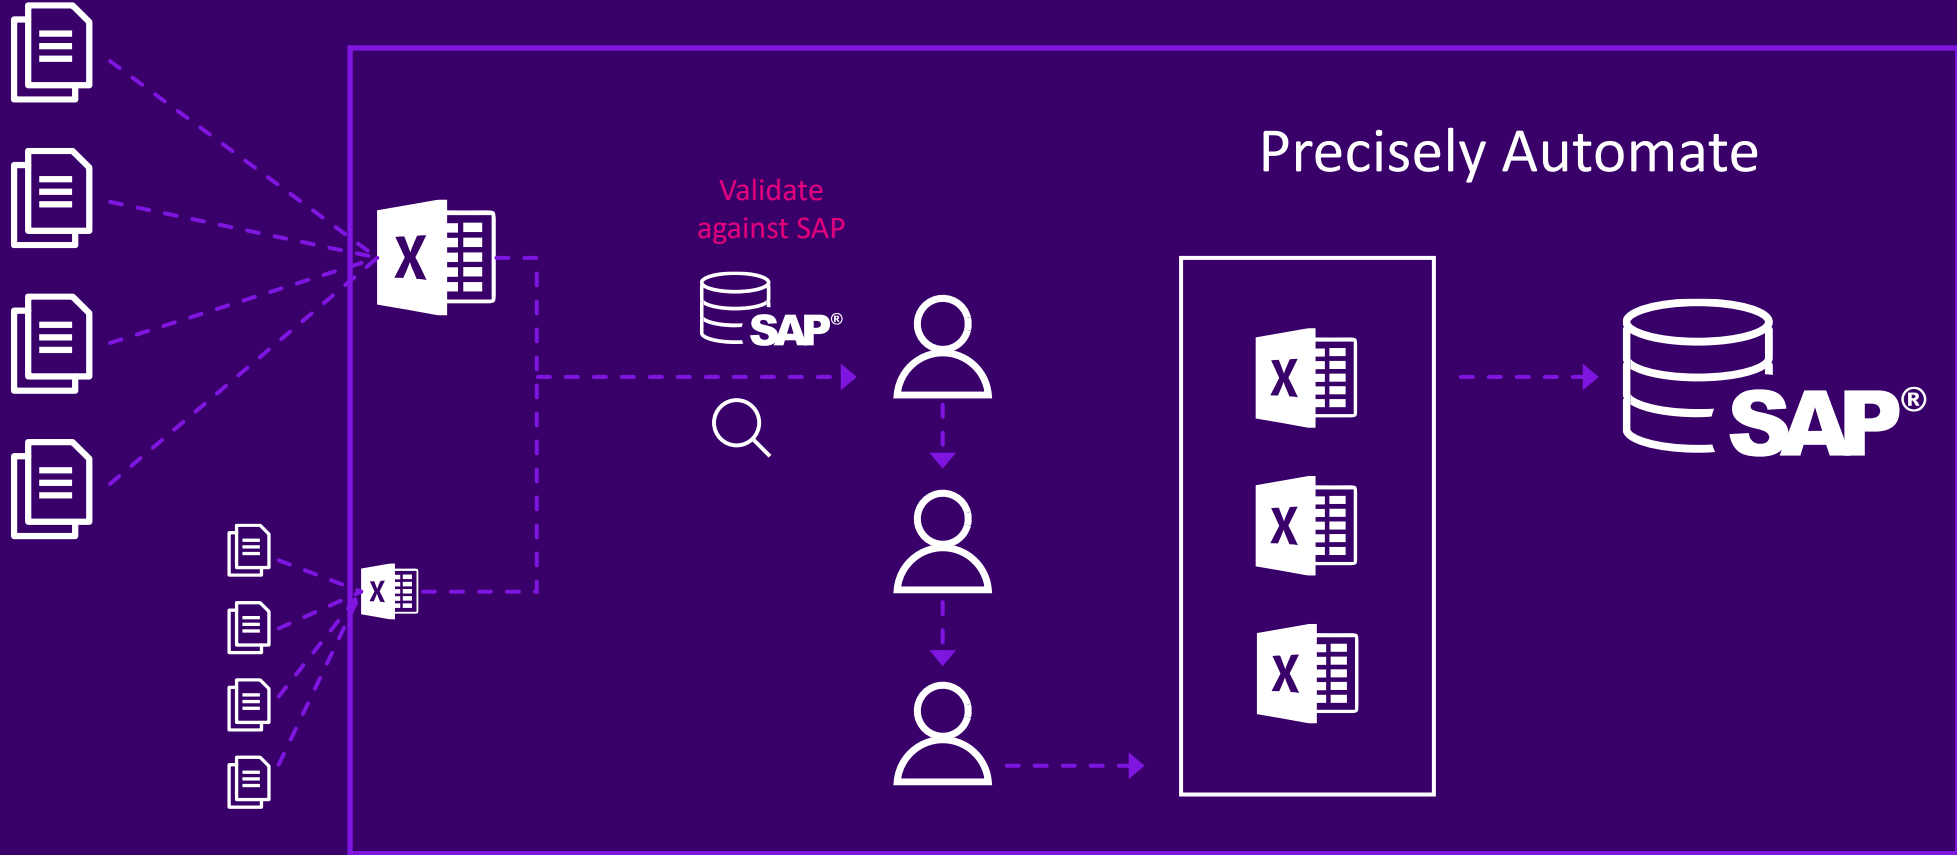 Precisely Automate
Validate
against SAP
X
SAP®
X
SAP®
X
X
X